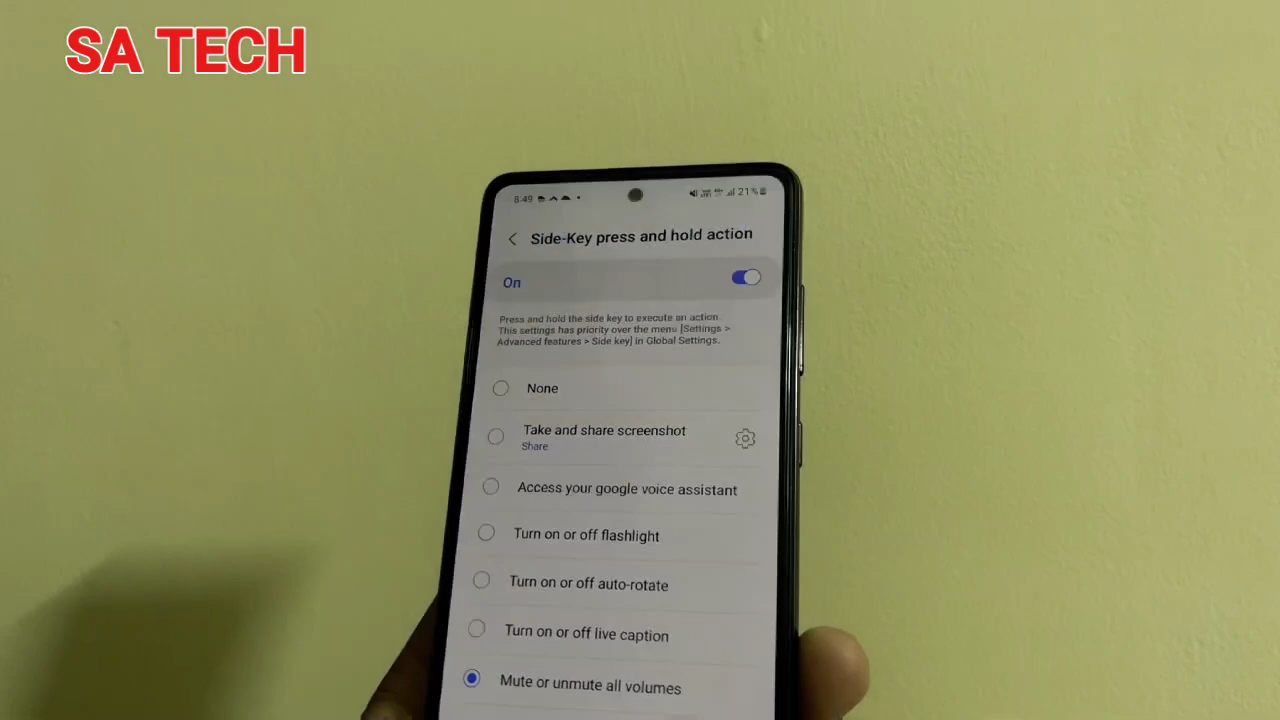 SA TECH
8:49
21%
Side-Key press and hold action
On
Press and hold the side key to execute an action.
This settings has priority over the menu [Settings >
Advanced features > Side key] in Global Settings.
None
Take and share screenshot
Share
Access your google voice assistant
Turn on or off flashlight
Turn on or off auto-rotate
Turn on or off live caption
Mute or unmute all volumes